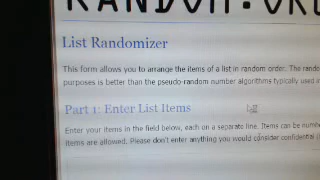 RANDOM.ORG
List Randomizer
This form allows you to arrange the items of a list in random order. The rando
purposes is better than the pseudo-random number algorithms typically used i
Part 1: Enter List Items
Enter your items in the field below, each on a separate line. Items can be numbe
items are allowed. Please don't enter anything you would consider confidential